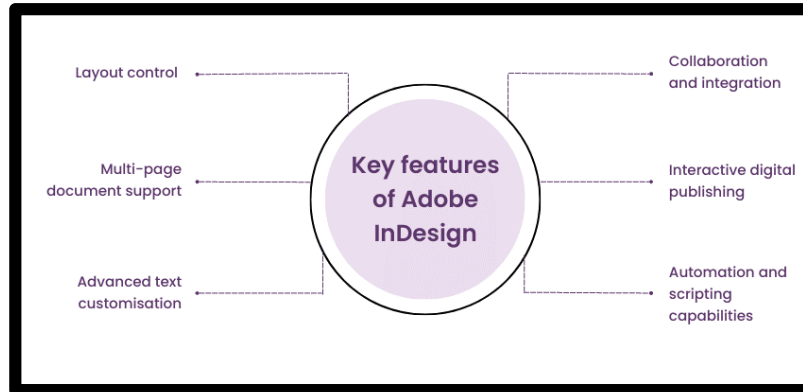 Layout control
Multi-page
document support
Advanced text
customisation
Key features
of Adobe
InDesign
Collaboration
and integration
Interactive digital
publishing
Automation and
scripting
capabilities